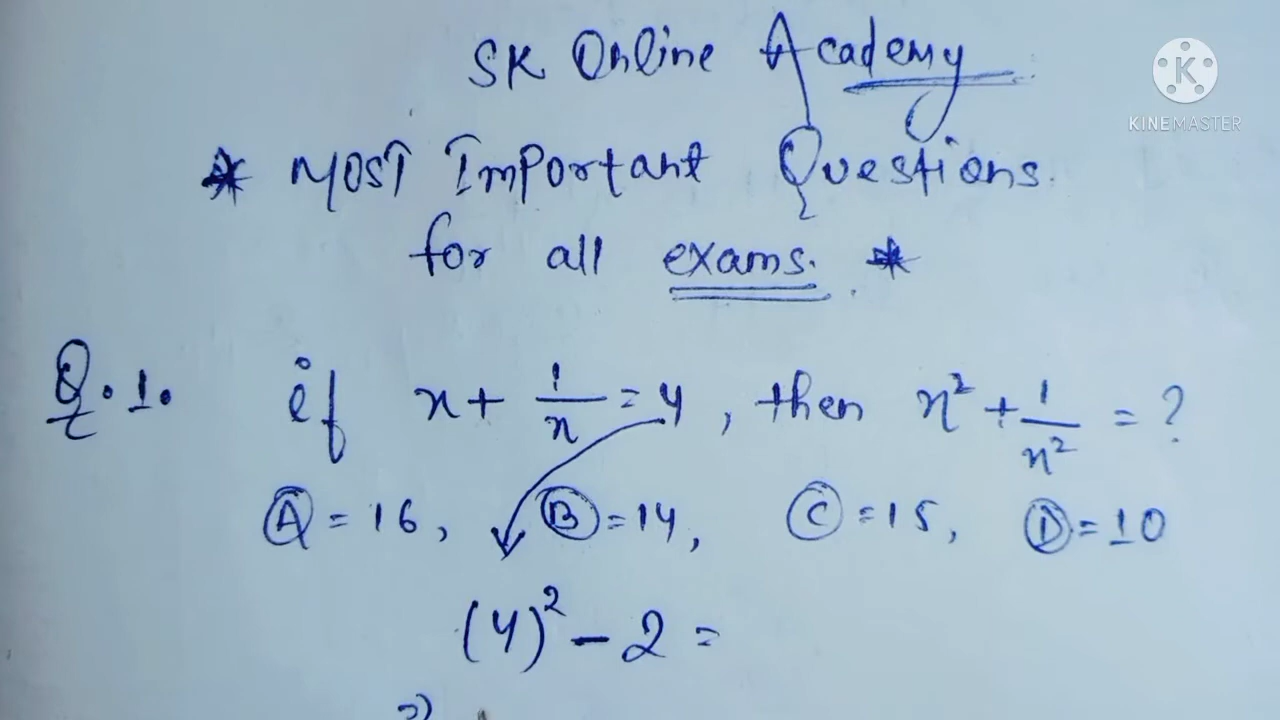 SK Online Academy
KINEMASTER
* MOST Important Questions.
for all exams. *
Q.1. if x + 1/x = 4, then x² + 1/x² = ?
Ⓐ = 16, Ⓑ = 14, Ⓒ = 15, Ⓓ = 10
(4)² - 2 =